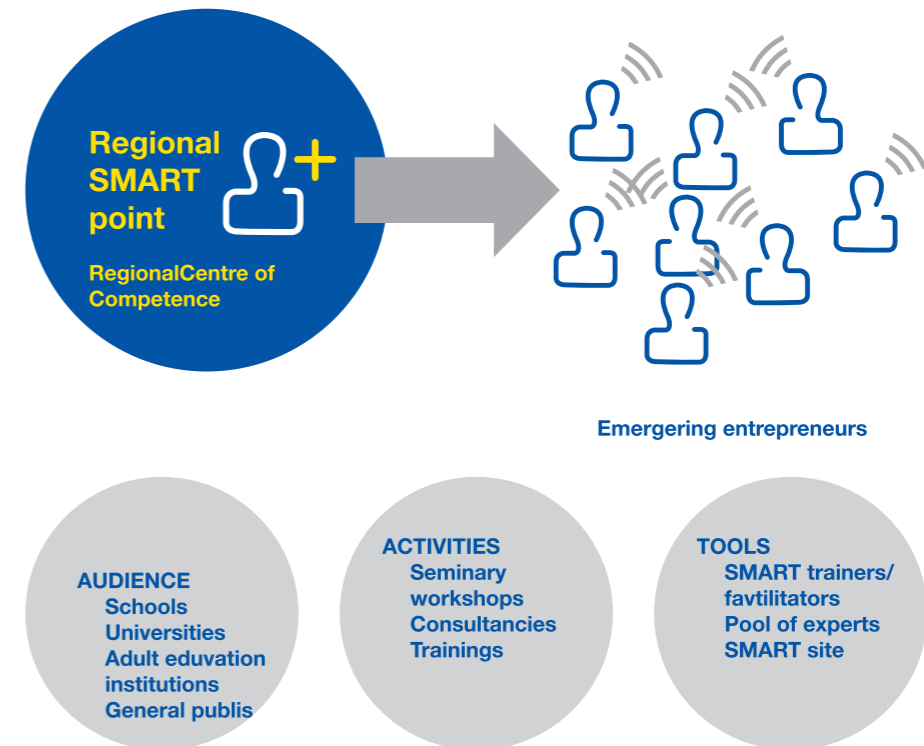 Regional
SMART
point
RegionalCentre of
Competence
Emergering entrepreneurs
AUDIENCE
Schools
Universities
Adult eduvation
institutions
General publis
ACTIVITIES
Seminary
workshops
Consultancies
Trainings
TOOLS
SMART trainers/
favtilitators
Pool of experts
SMART site